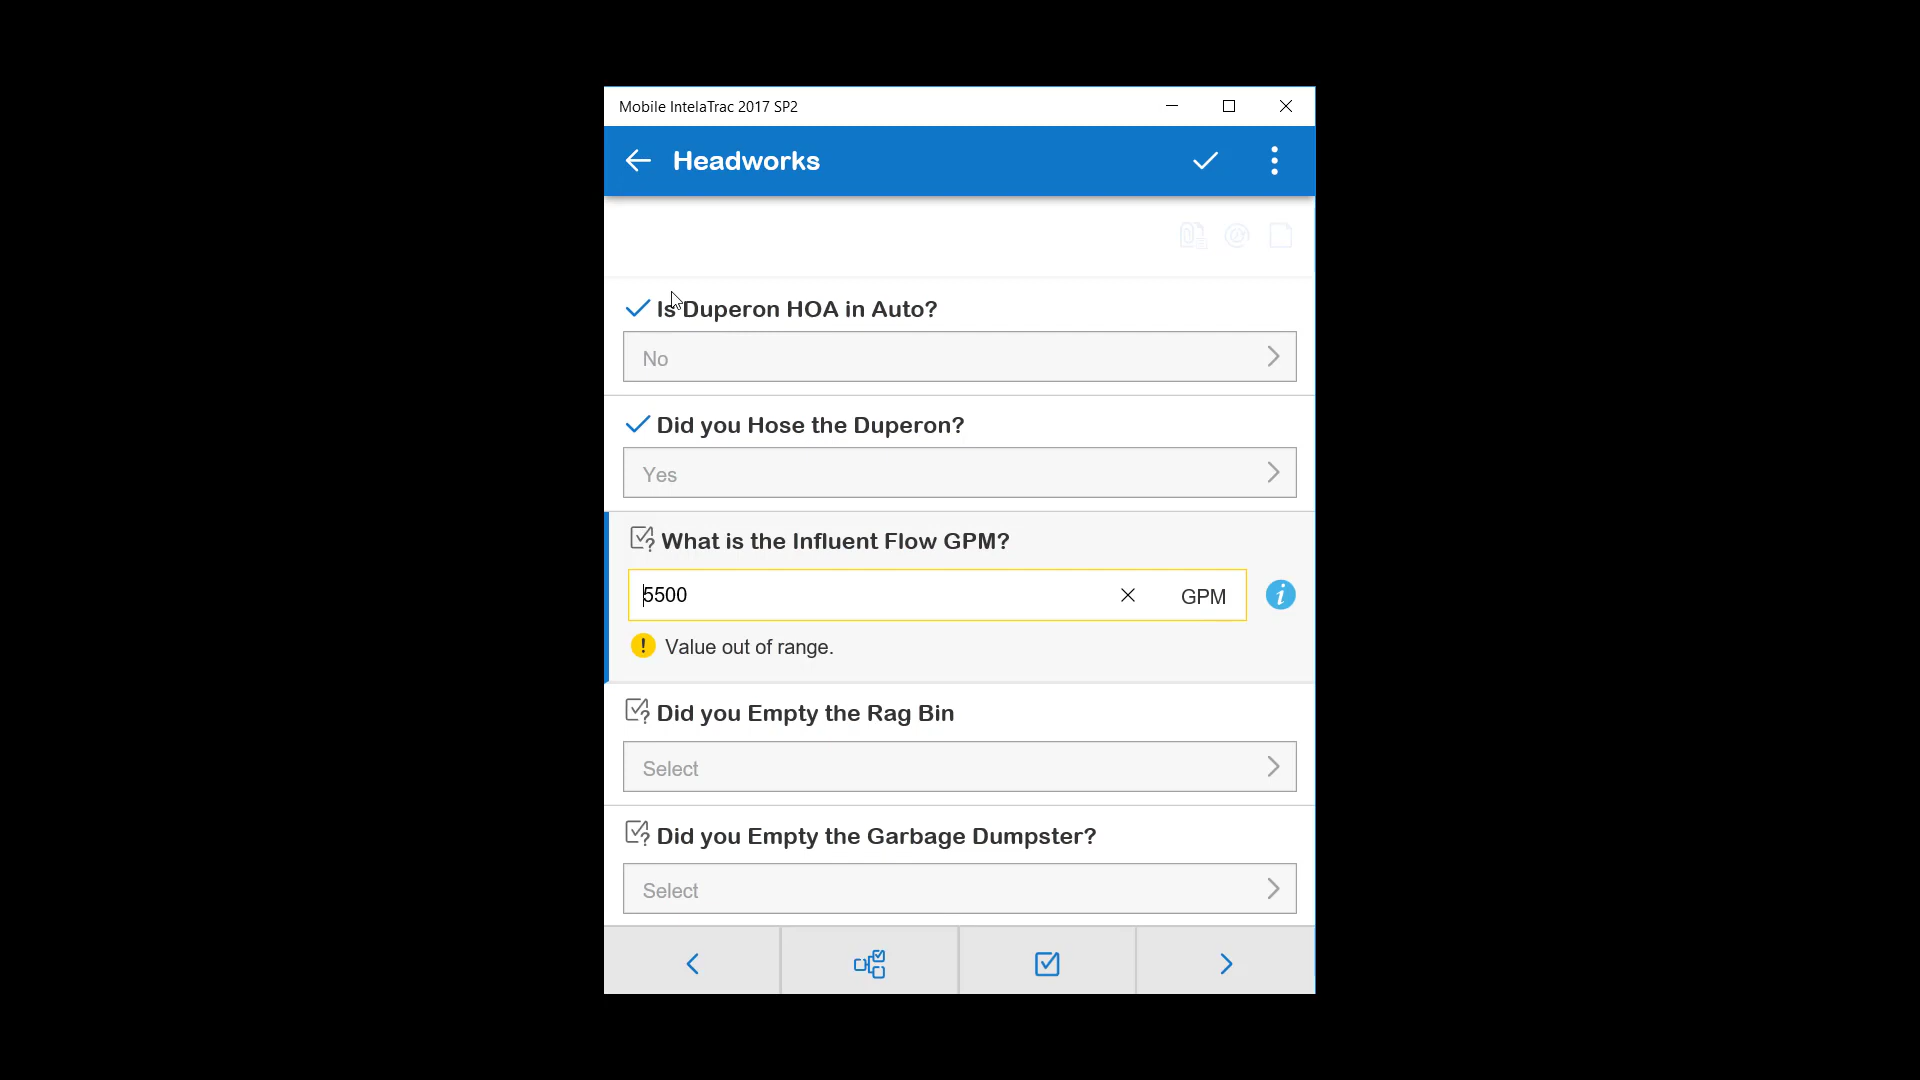 Mobile IntelaTrac 2017 SP2
Headworks
Is Duperon HOA in Auto?
No
Did you Hose the Duperon?
Yes
What is the Influent Flow GPM?
5500 GPM
Value out of range.
Did you Empty the Rag Bin
Select
Did you Empty the Garbage Dumpster?
Select